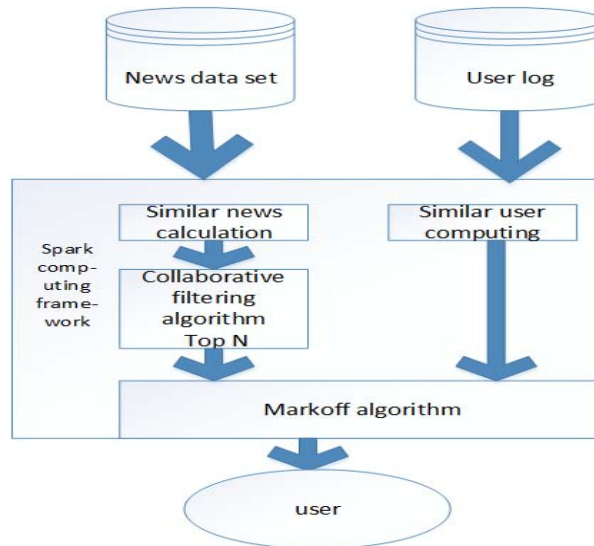 News data set
User log
Similar news
calculation
Similar user
computing
Spark
comp-
uting
frame-
work
Collaborative
filtering
algorithm
Top N
Markoff algorithm
user